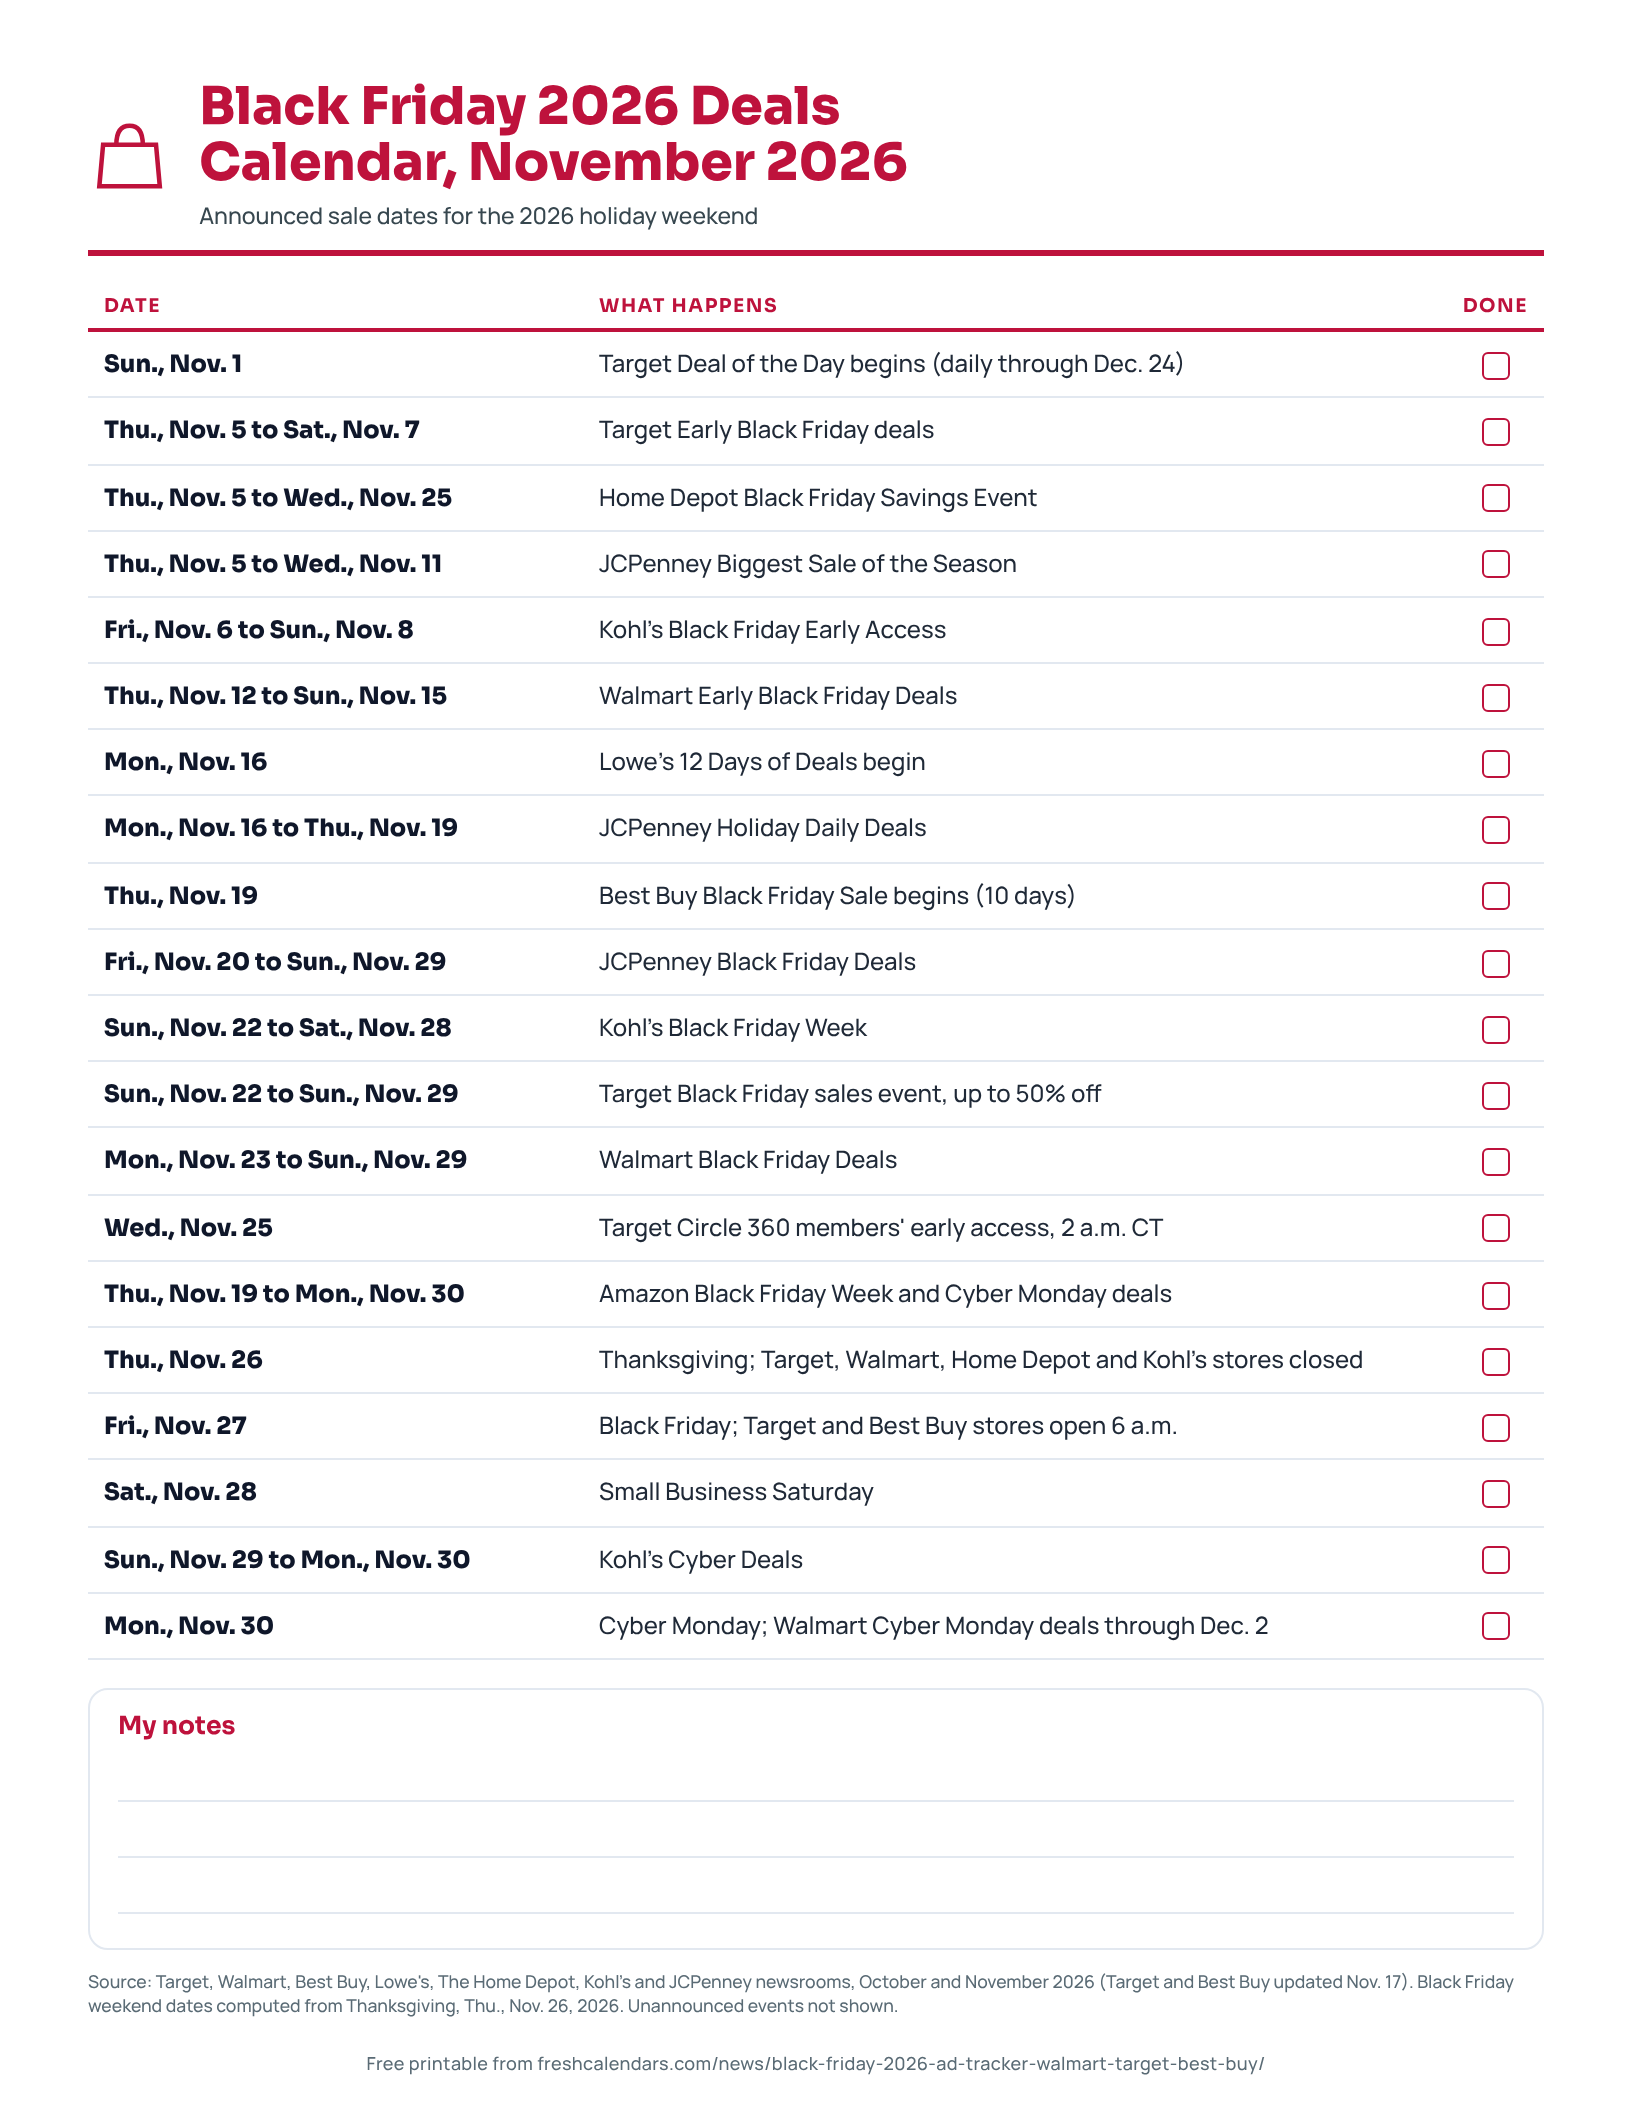 Black Friday 2026 Deals
Calendar, November 2026
Announced sale dates for the 2026 holiday weekend
DATE WHAT HAPPENS DONE
Sun., Nov. 1 Target Deal of the Day begins (daily through Dec. 24)
Thu., Nov. 5 to Sat., Nov. 7 Target Early Black Friday deals
Thu., Nov. 5 to Wed., Nov. 25 Home Depot Black Friday Savings Event
Thu., Nov. 5 to Wed., Nov. 11 JCPenney Biggest Sale of the Season
Fri., Nov. 6 to Sun., Nov. 8 Kohl's Black Friday Early Access
Thu., Nov. 12 to Sun., Nov. 15 Walmart Early Black Friday Deals
Mon., Nov. 16 Lowe's 12 Days of Deals begin
Mon., Nov. 16 to Thu., Nov. 19 JCPenney Holiday Daily Deals
Thu., Nov. 19 Best Buy Black Friday Sale begins (10 days)
Fri., Nov. 20 to Sun., Nov. 29 JCPenney Black Friday Deals
Sun., Nov. 22 to Sat., Nov. 28 Kohl's Black Friday Week
Sun., Nov. 22 to Sun., Nov. 29 Target Black Friday sales event, up to 50% off
Mon., Nov. 23 to Sun., Nov. 29 Walmart Black Friday Deals
Wed., Nov. 25 Target Circle 360 members' early access, 2 a.m. CT
Thu., Nov. 19 to Mon., Nov. 30 Amazon Black Friday Week and Cyber Monday deals
Thu., Nov. 26 Thanksgiving; Target, Walmart, Home Depot and Kohl's stores closed
Fri., Nov. 27 Black Friday; Target and Best Buy stores open 6 a.m.
Sat., Nov. 28 Small Business Saturday
Sun., Nov. 29 to Mon., Nov. 30 Kohl's Cyber Deals
Mon., Nov. 30 Cyber Monday; Walmart Cyber Monday deals through Dec. 2
My notes
Source: Target, Walmart, Best Buy, Lowe's, The Home Depot, Kohl's and JCPenney newsrooms, October and November 2026 (Target and Best Buy updated Nov. 17). Black Friday
weekend dates computed from Thanksgiving, Thu., Nov. 26, 2026. Unannounced events not shown.
Free printable from freshcalendars.com/news/black-friday-2026-ad-tracker-walmart-target-best-buy/